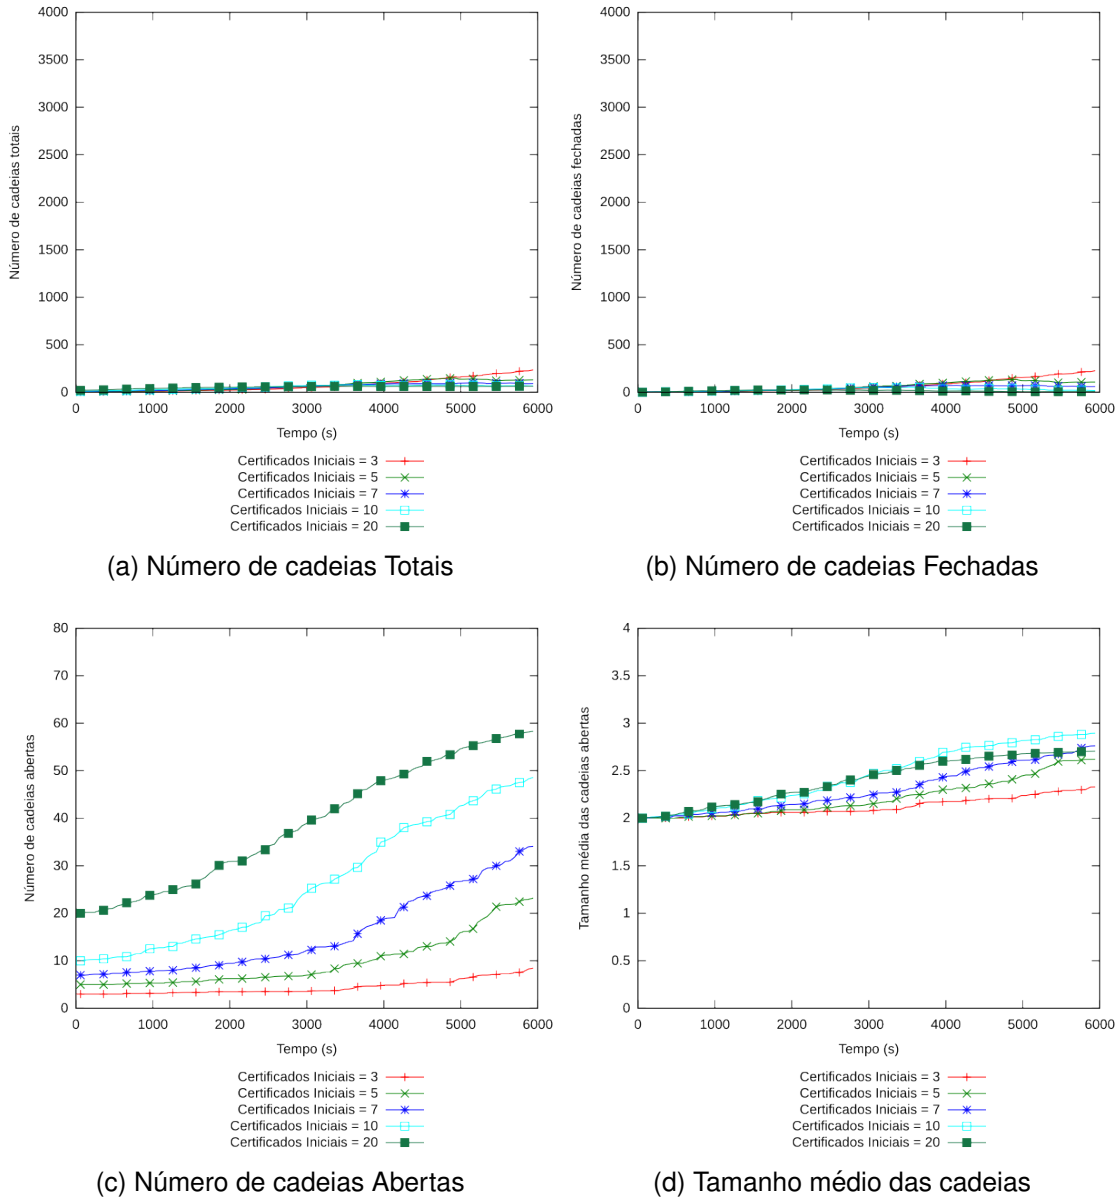 4000
3500
3000
2500
2000
1500
1000
500
0
Número de cadeias totais
0 1000 2000 3000 4000 5000 6000
Tempo (s)
Certificados Iniciais = 3
Certificados Iniciais = 5
Certificados Iniciais = 7
Certificados Iniciais = 10
Certificados Iniciais = 20
(a) Número de cadeias Totais
4000
3500
3000
2500
2000
1500
1000
500
0
Número de cadeias fechadas
0 1000 2000 3000 4000 5000 6000
Tempo (s)
Certificados Iniciais = 3
Certificados Iniciais = 5
Certificados Iniciais = 7
Certificados Iniciais = 10
Certificados Iniciais = 20
(b) Número de cadeias Fechadas
80
70
60
50
40
30
20
10
0
Número de cadeias abertas
0 1000 2000 3000 4000 5000 6000
Tempo (s)
Certificados Iniciais = 3
Certificados Iniciais = 5
Certificados Iniciais = 7
Certificados Iniciais = 10
Certificados Iniciais = 20
(c) Número de cadeias Abertas
4
3.5
3
2.5
2
1.5
1
0.5
0
Tamanho média das cadeias abertas
0 1000 2000 3000 4000 5000 6000
Tempo (s)
Certificados Iniciais = 3
Certificados Iniciais = 5
Certificados Iniciais = 7
Certificados Iniciais = 10
Certificados Iniciais = 20
(d) Tamanho médio das cadeias